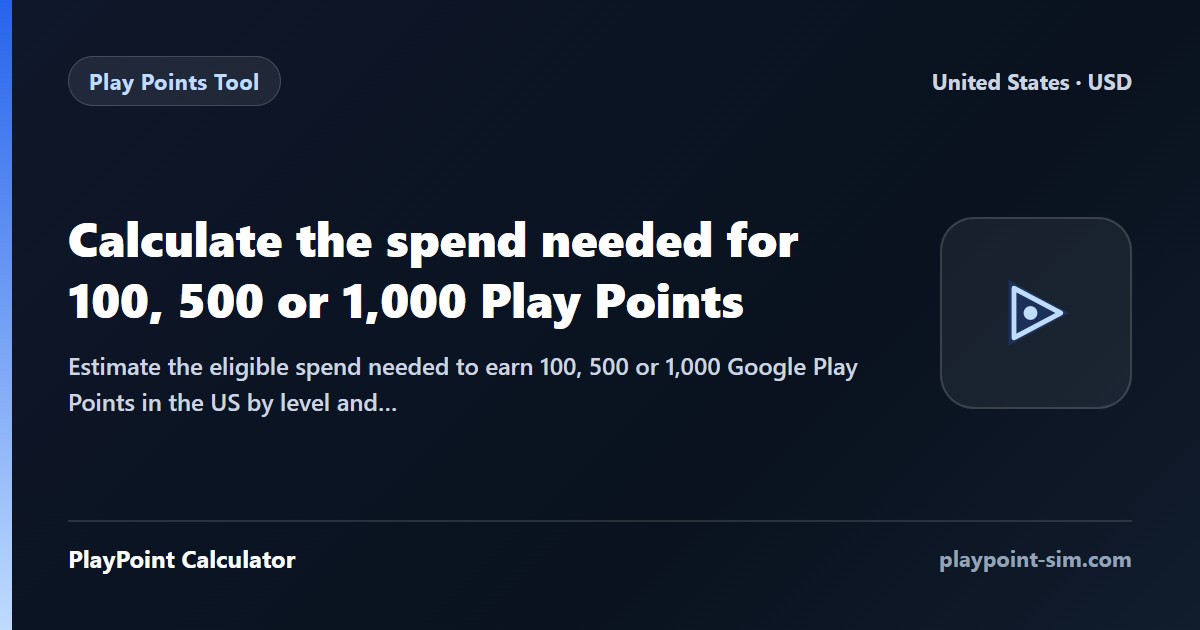 Play Points Tool
United States · USD
Calculate the spend needed for
100, 500 or 1,000 Play Points
Estimate the eligible spend needed to earn 100, 500 or 1,000 Google Play
Points in the US by level and...
PlayPoint Calculator
playpoint-sim.com